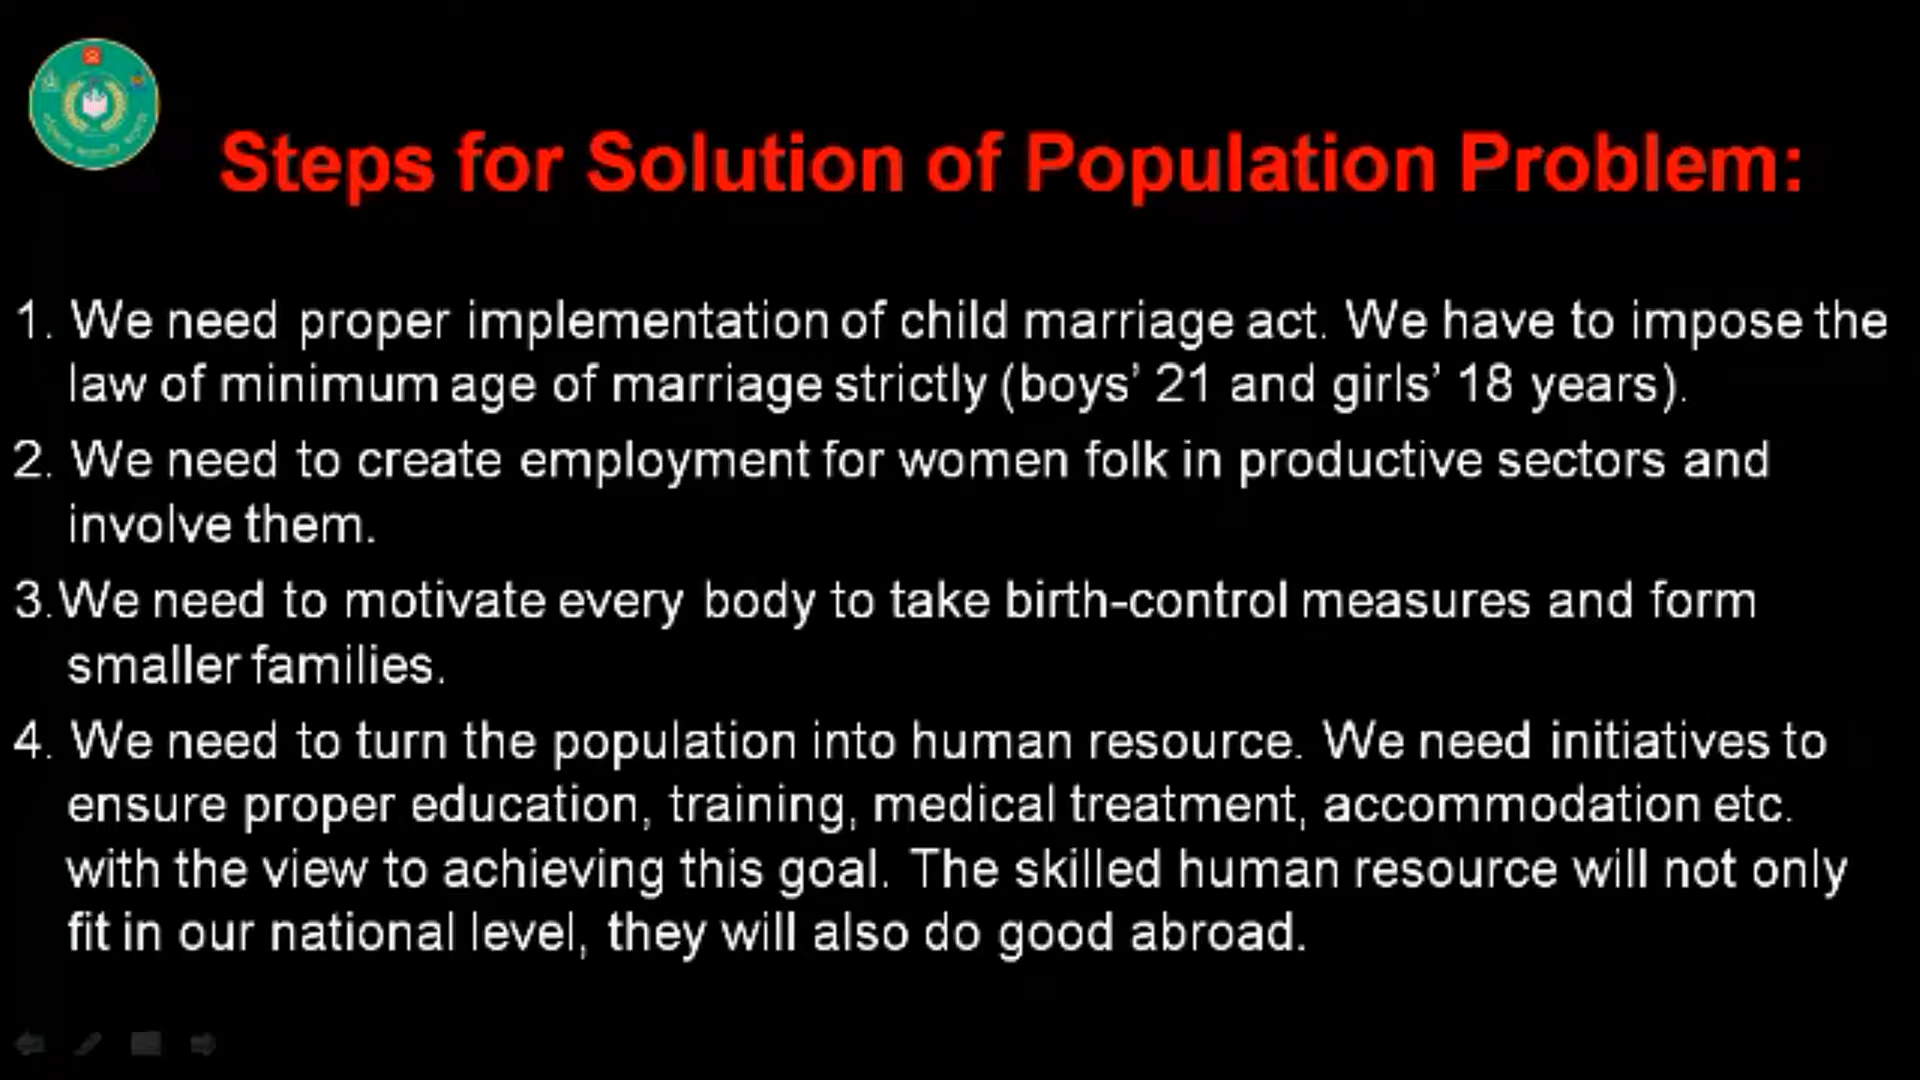 Steps for Solution of Population Problem:
1. We need proper implementation of child marriage act. We have to impose the
law of minimum age of marriage strictly (boys’ 21 and girls’ 18 years).
2. We need to create employment for women folk in productive sectors and
involve them.
3.We need to motivate every body to take birth-control measures and form
smaller families.
4. We need to turn the population into human resource. We need initiatives to
ensure proper education, training, medical treatment, accommodation etc.
with the view to achieving this goal. The skilled human resource will not only
fit in our national level, they will also do good abroad.